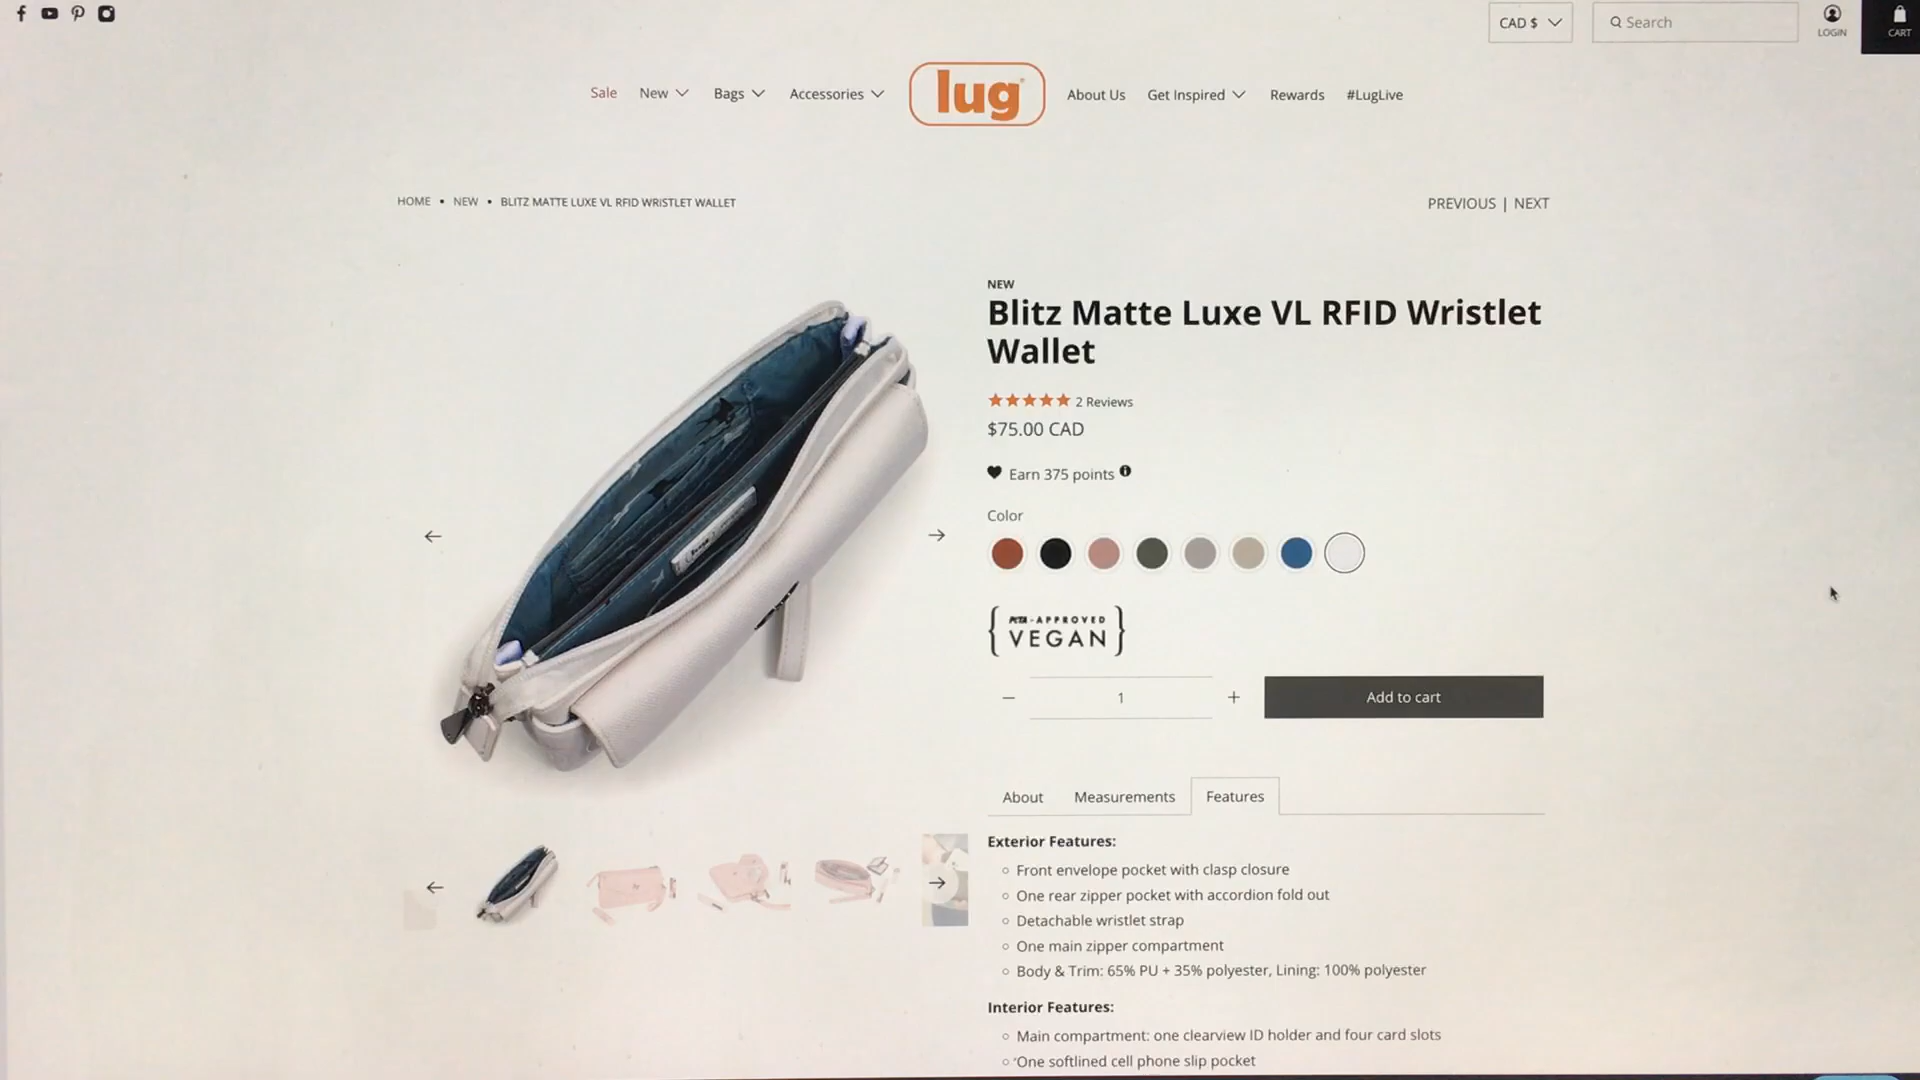 CAD $
Search
LOGIN
CART
Sale
New
Bags
Accessories
lug
About Us
Get Inspired
Rewards
#LugLive
HOME • NEW • BLITZ MATTE LUXE VL RFID WRISTLET WALLET
PREVIOUS | NEXT
NEW
Blitz Matte Luxe VL RFID Wristlet
Wallet
2 Reviews
$75.00 CAD
Earn 375 points
Color
PETA-APPROVED
VEGAN
1
Add to cart
About
Measurements
Features
Exterior Features:
Front envelope pocket with clasp closure
One rear zipper pocket with accordion fold out
Detachable wristlet strap
One main zipper compartment
Body & Trim: 65% PU + 35% polyester, Lining: 100% polyester
Interior Features:
Main compartment: one clearview ID holder and four card slots
One softlined cell phone slip pocket